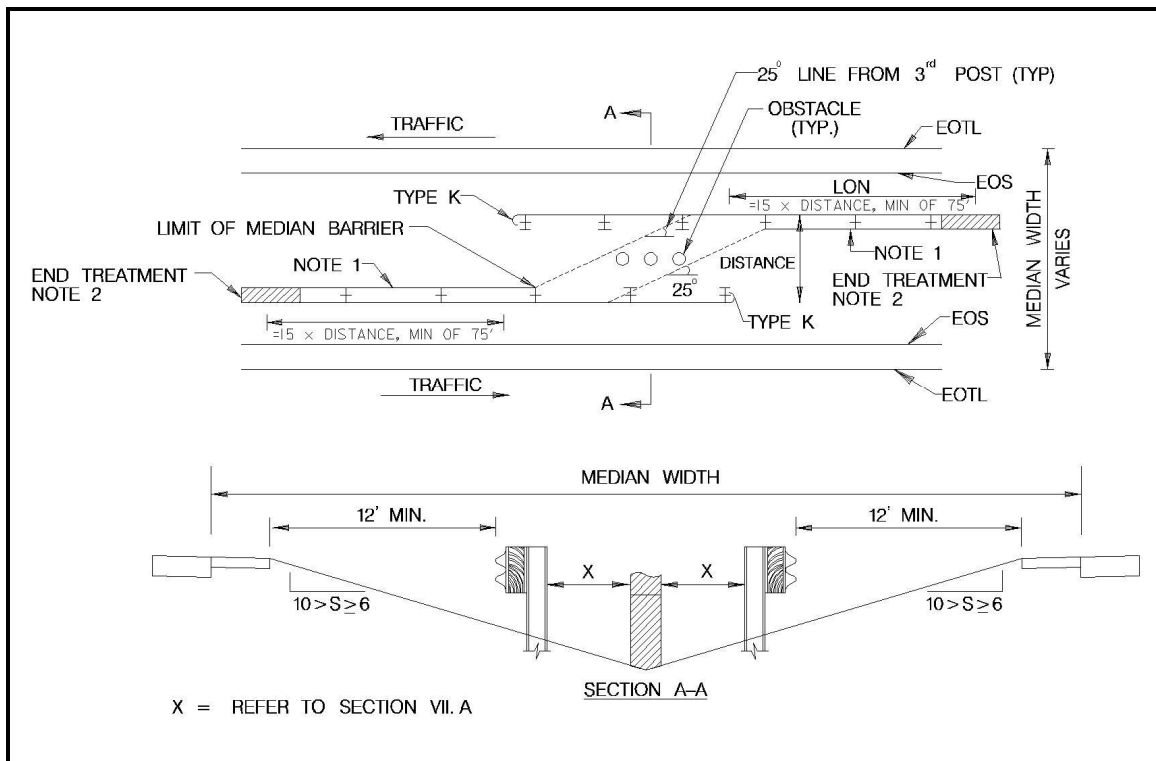 25° LINE FROM 3rd POST (TYP)
A
OBSTACLE
(TYP.)
TRAFFIC
EOTL
EOS
TYPE K
LON
=15 × DISTANCE, MIN OF 75'
LIMIT OF MEDIAN BARRIER
NOTE 1
DISTANCE
NOTE 1
END TREATMENT
NOTE 2
END TREATMENT
NOTE 2
25°
MEDIAN WIDTH
VARIES
TYPE K
=15 × DISTANCE, MIN OF 75'
EOS
TRAFFIC
A
EOTL
MEDIAN WIDTH
12' MIN.
12' MIN.
X
X
10>S≥6
10>S≥6
SECTION A-A
X = REFER TO SECTION VII. A